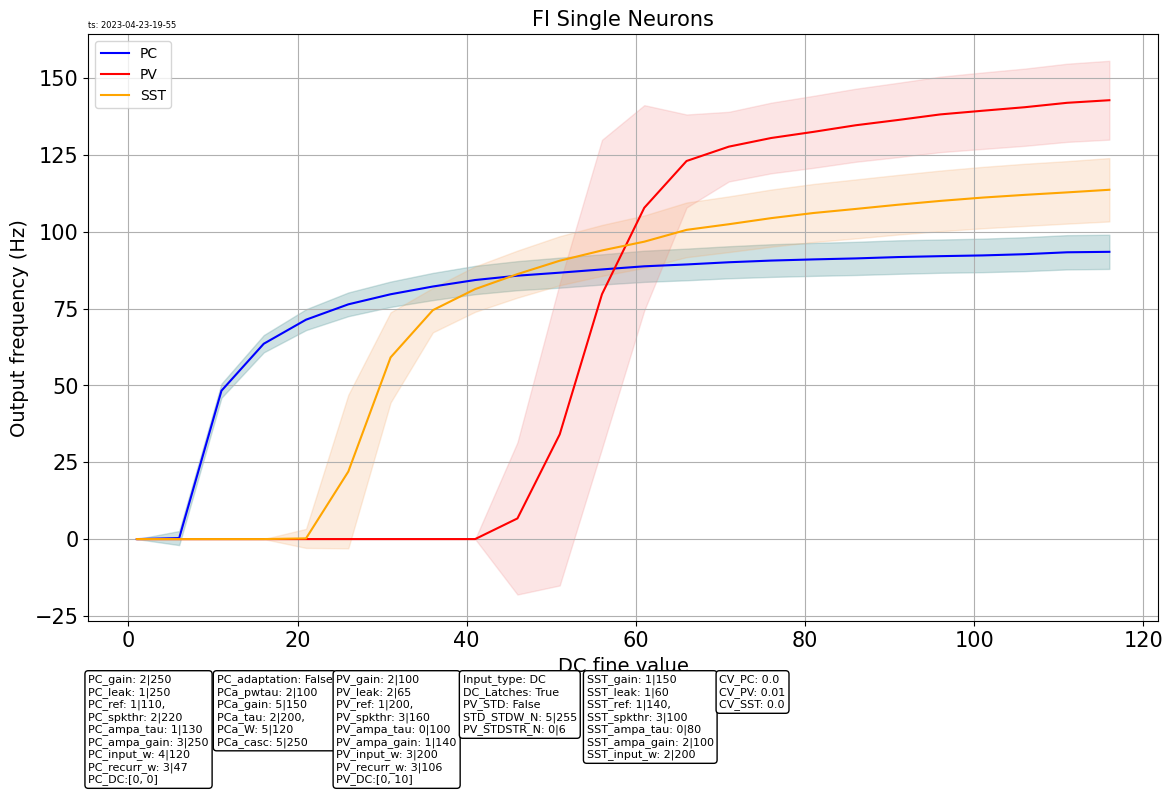 FI Single Neurons
ts: 2023-04-23-19-55
PC
PV
SST
150
125
100
75
50
25
0
−25
Output frequency (Hz)
0 20 40 60 80 100 120
DC fine value
PC_gain: 2|250
PC_leak: 1|250
PC_ref: 1|110,
PC_spkthr: 2|220
PC_ampa_tau: 1|130
PC_ampa_gain: 3|250
PC_input_w: 4|120
PC_recurr_w: 3|47
PC_DC:[0, 0]
PC_adaptation: False
PCa_pwtau: 2|100
PCa_gain: 5|150
PCa_tau: 2|200,
PCa_W: 5|120
PCa_casc: 5|250
PV_gain: 2|100
PV_leak: 2|65
PV_ref: 1|200,
PV_spkthr: 3|160
PV_ampa_tau: 0|100
PV_ampa_gain: 1|140
PV_input_w: 3|200
PV_recurr_w: 3|106
PV_DC:[0, 10]
Input_type: DC
DC_Latches: True
PV_STD: False
STD_STDW_N: 5|255
PV_STDSTR_N: 0|6
SST_gain: 1|150
SST_leak: 1|60
SST_ref: 1|140,
SST_spkthr: 3|100
SST_ampa_tau: 0|80
SST_ampa_gain: 2|100
SST_input_w: 2|200
CV_PC: 0.0
CV_PV: 0.01
CV_SST: 0.0